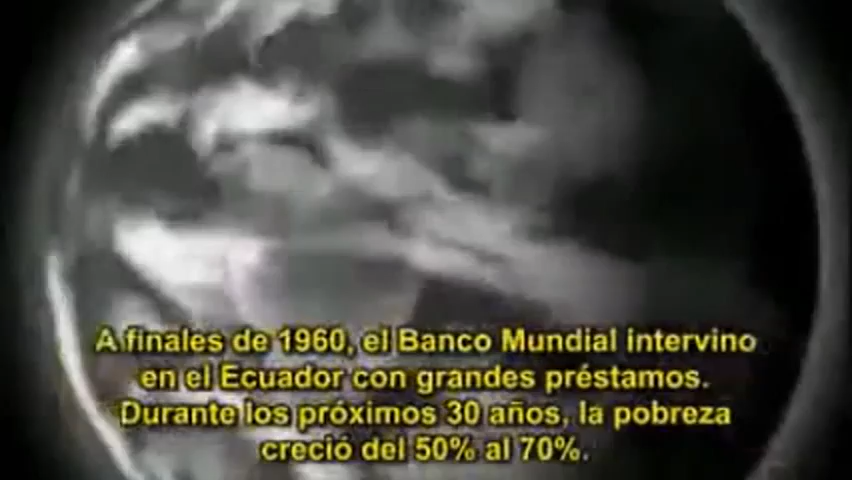 A finales de 1960, el Banco Mundial intervino
en el Ecuador con grandes préstamos.
Durante los próximos 30 años, la pobreza
creció del 50% al 70%.